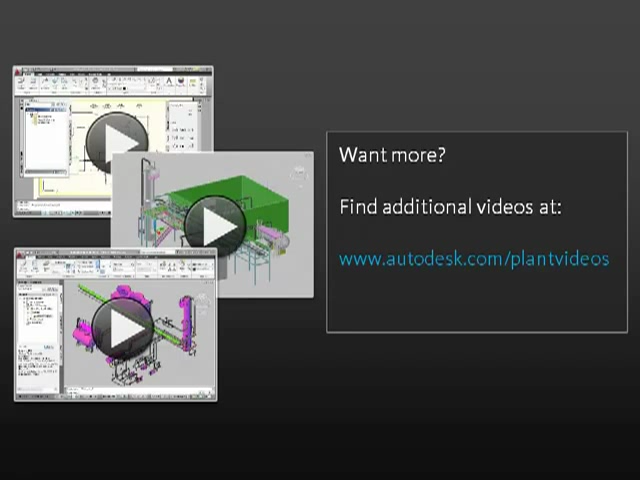 Want more?
Find additional videos at:
www.autodesk.com/plantvideos